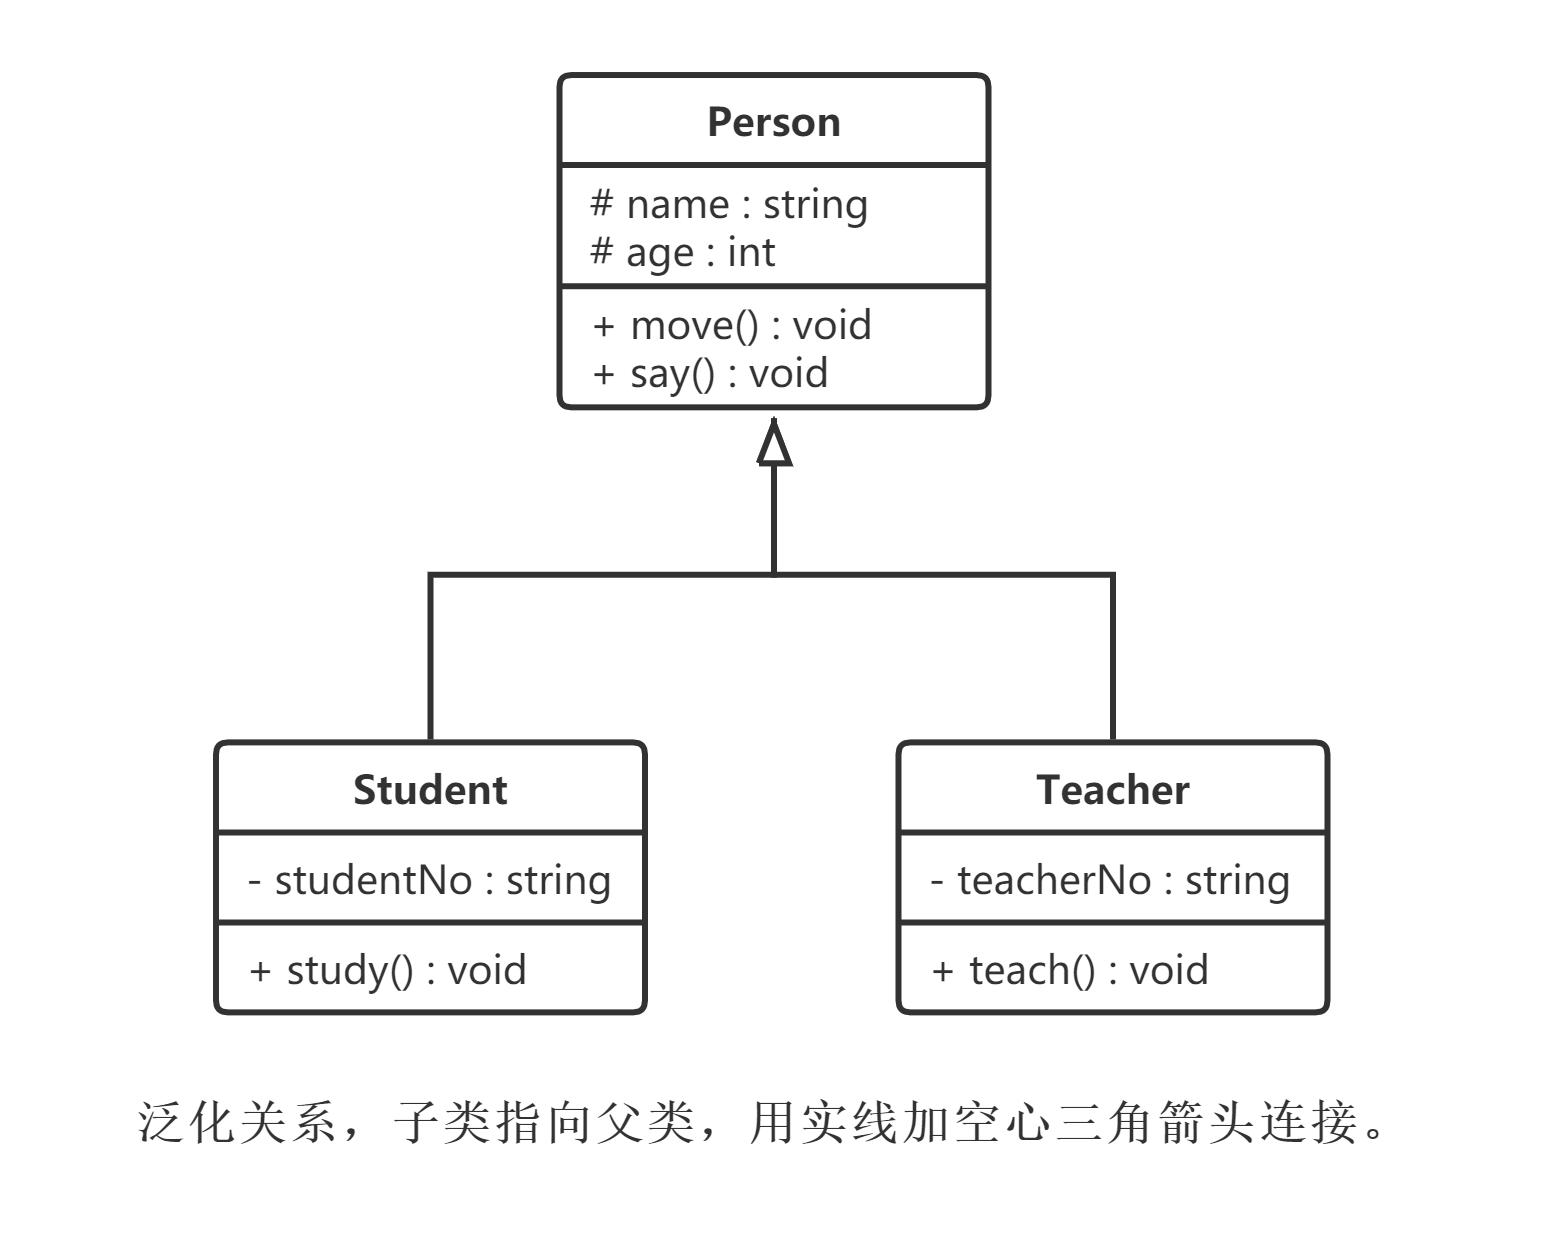 Person
# name : string
# age : int
+ move() : void
+ say() : void
Student
- studentNo : string
+ study() : void
Teacher
- teacherNo : string
+ teach() : void
泛化关系，子类指向父类，用实线加空心三角箭头连接。